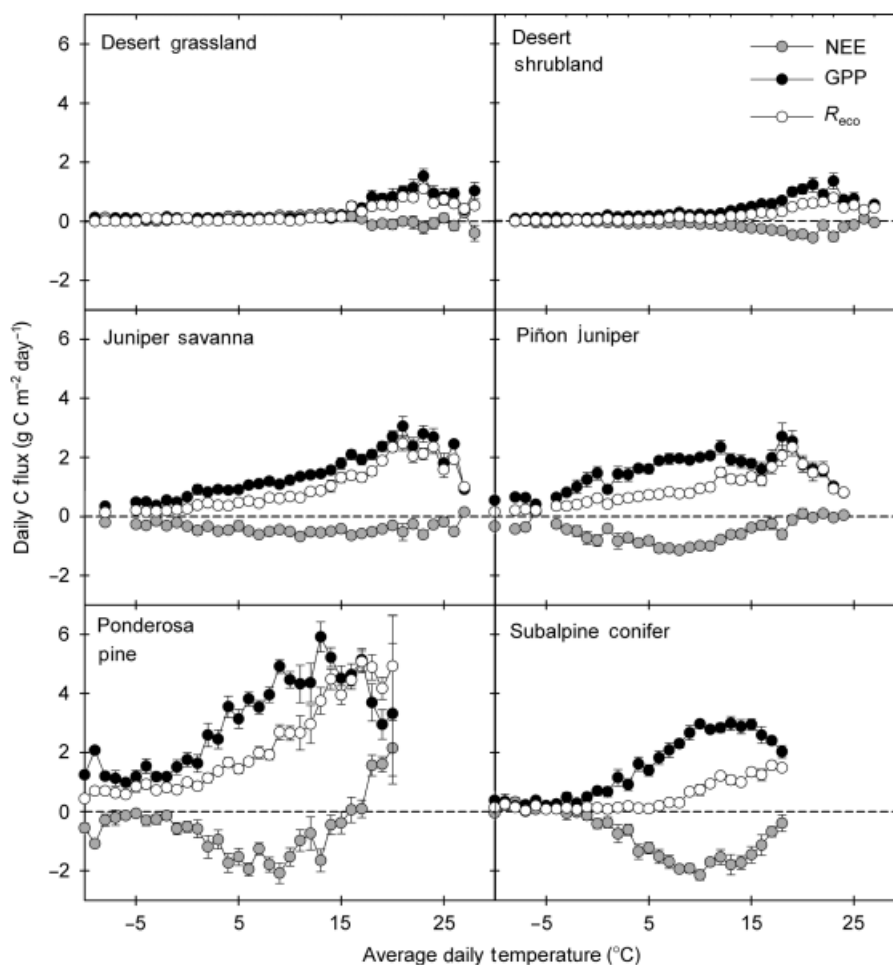 6
4
2
0
−2
Desert grassland
Desert
shrubland
NEE
GPP
Reco
6
4
2
0
−2
Juniper savanna
Piñon juniper
Daily C flux (g C m⁻² day⁻¹)
6
4
2
0
−2
Ponderosa
pine
Subalpine conifer
−5 5 15 25 −5 5 15 25
Average daily temperature (°C)